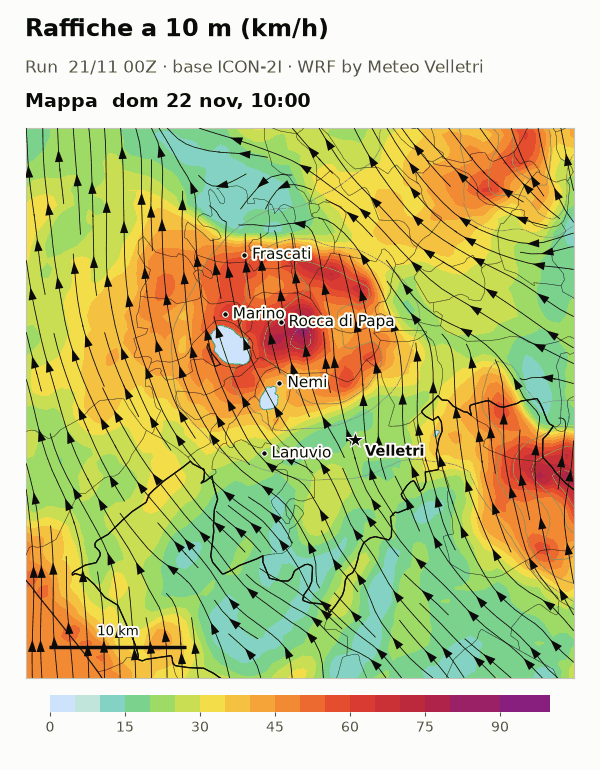 Raffiche a 10 m (km/h)
Run  21/11 00Z · base ICON-2I · WRF by Meteo Velletri
Mappa  dom 22 nov, 10:00
Frascati
Marino
Rocca di Papa
Nemi
Velletri
Lanuvio
10 km
0 15 30 45 60 75 90